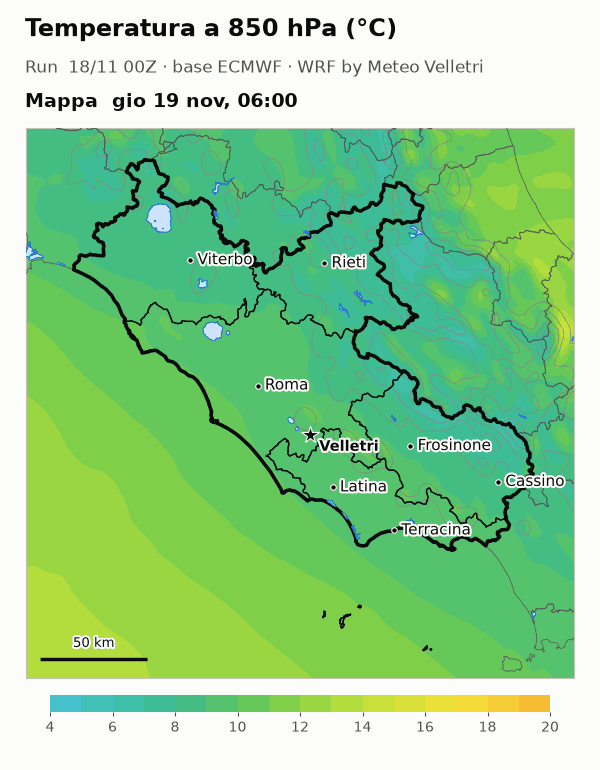 Temperatura a 850 hPa (°C)
Run  18/11 00Z · base ECMWF · WRF by Meteo Velletri
Mappa  gio 19 nov, 06:00
Viterbo
Rieti
Roma
Velletri
Frosinone
Latina
Cassino
Terracina
50 km
4 6 8 10 12 14 16 18 20